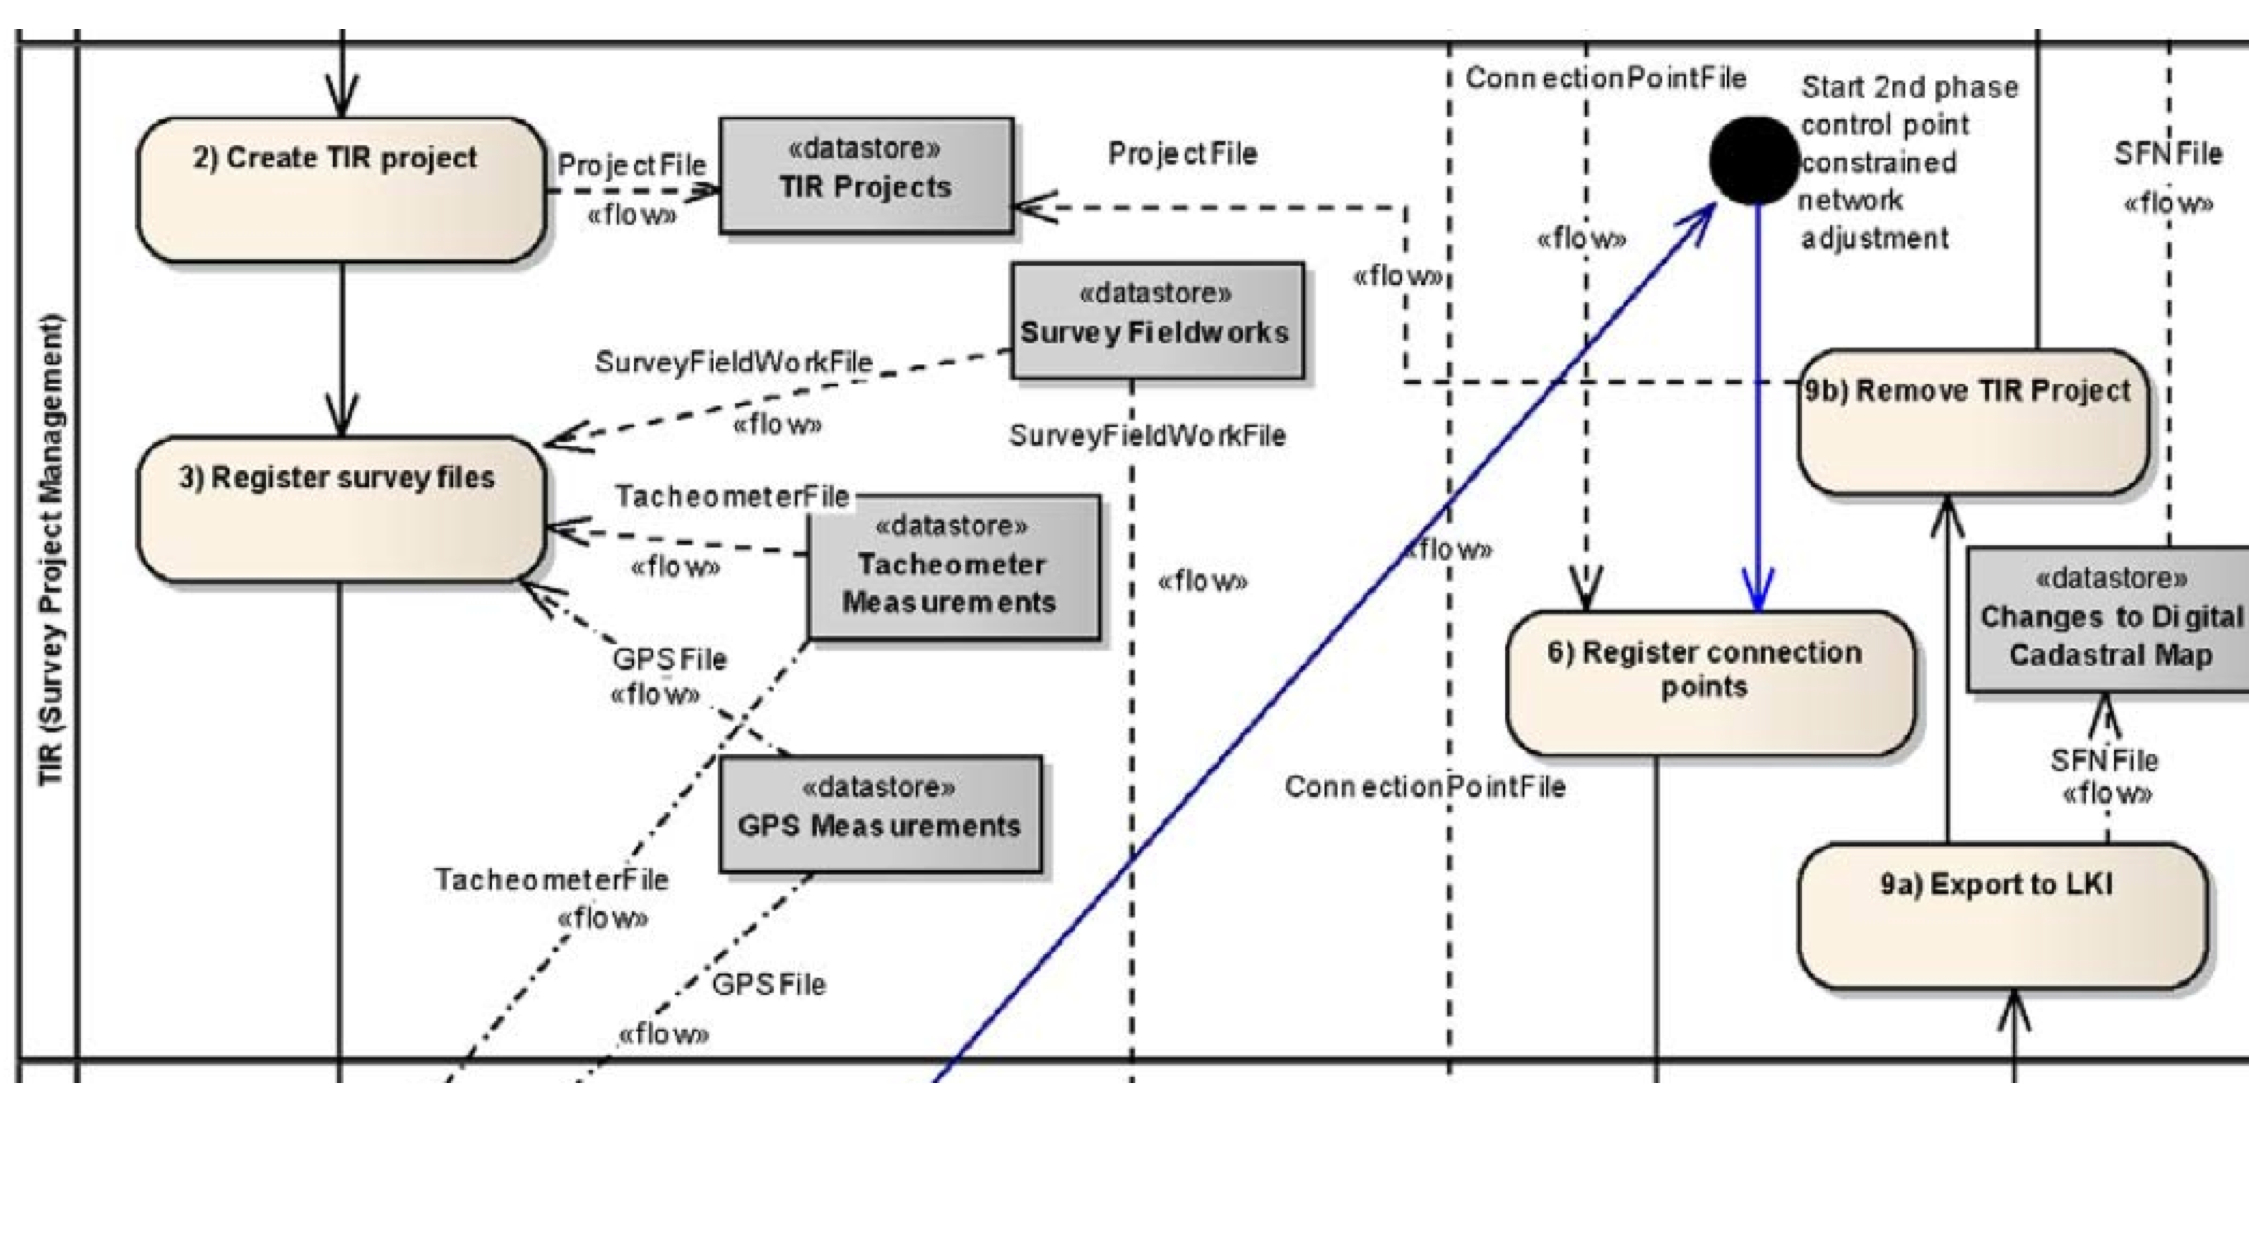 TIR (Survey Project Management)
2) Create TIR project
ProjectFile
«flow»
«datastore»
TIR Projects
ProjectFile
«flow»
ConnectionPointFile
«flow»
Start 2nd phase
control point
constrained
network
adjustment
SFNFile
«flow»
«datastore»
Survey Fieldworks
SurveyFieldWorkFile
«flow»
SurveyFieldWorkFile
«flow»
9b) Remove TIR Project
3) Register survey files
TacheometerFile
«flow»
«datastore»
Tacheometer
Measurements
«flow»
«datastore»
Changes to Digital
Cadastral Map
GPSFile
«flow»
6) Register connection
points
«datastore»
GPS Measurements
ConnectionPointFile
SFNFile
«flow»
TacheometerFile
«flow»
9a) Export to LKI
GPSFile
«flow»